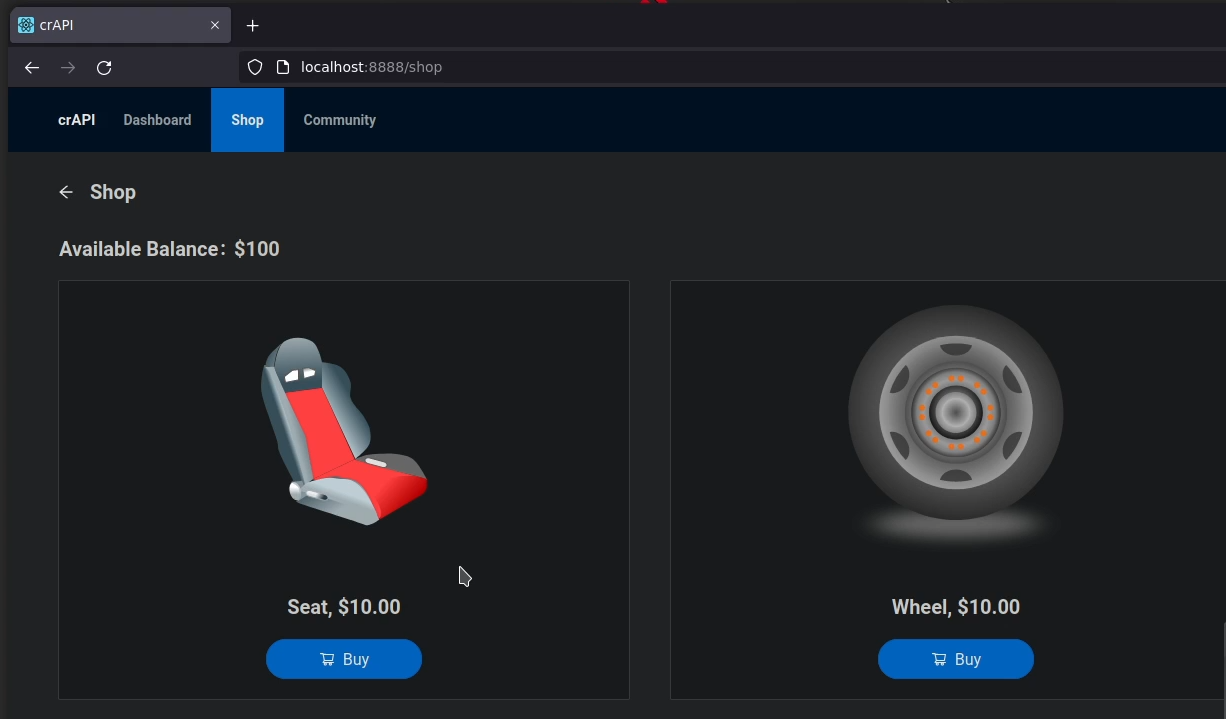 crAPI
localhost:8888/shop
crAPI Dashboard Shop Community
Shop
Available Balance: $100
Seat, $10.00
Buy
Wheel, $10.00
Buy